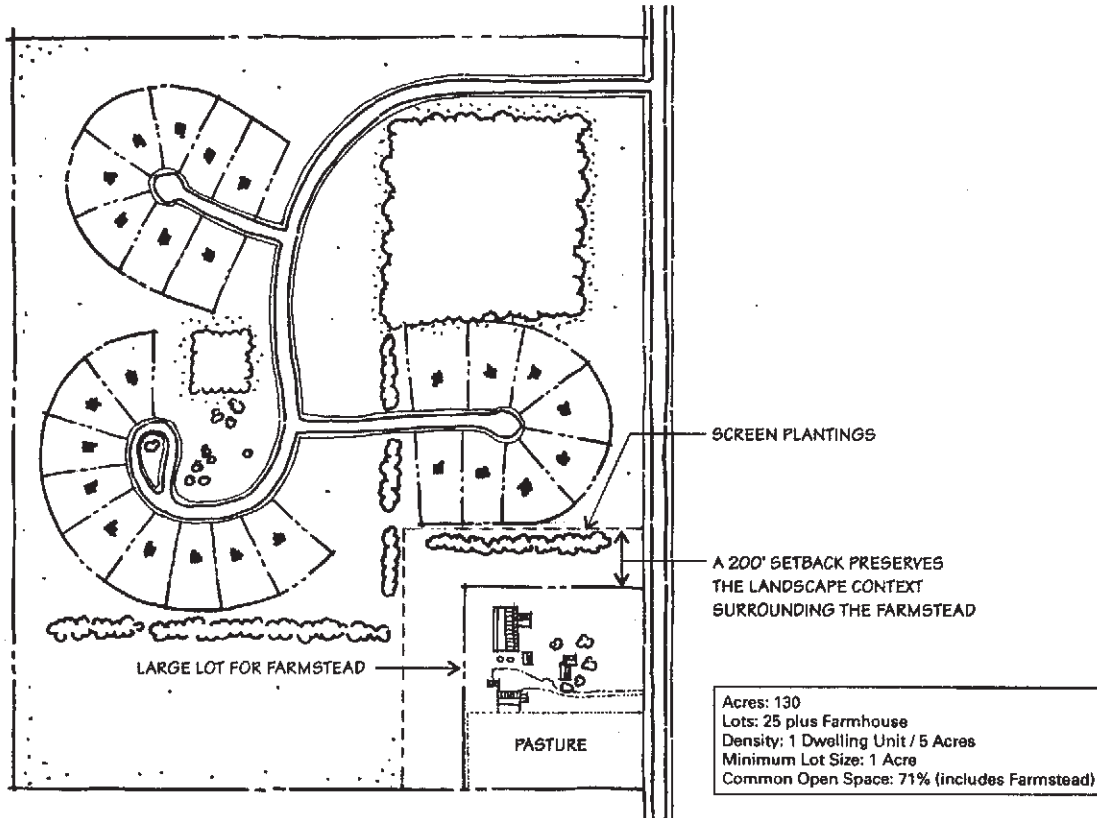 SCREEN PLANTINGS
A 200' SETBACK PRESERVES
THE LANDSCAPE CONTEXT
SURROUNDING THE FARMSTEAD
LARGE LOT FOR FARMSTEAD
PASTURE
Acres: 130
Lots: 25 plus Farmhouse
Density: 1 Dwelling Unit / 5 Acres
Minimum Lot Size: 1 Acre
Common Open Space: 71% (includes Farmstead)